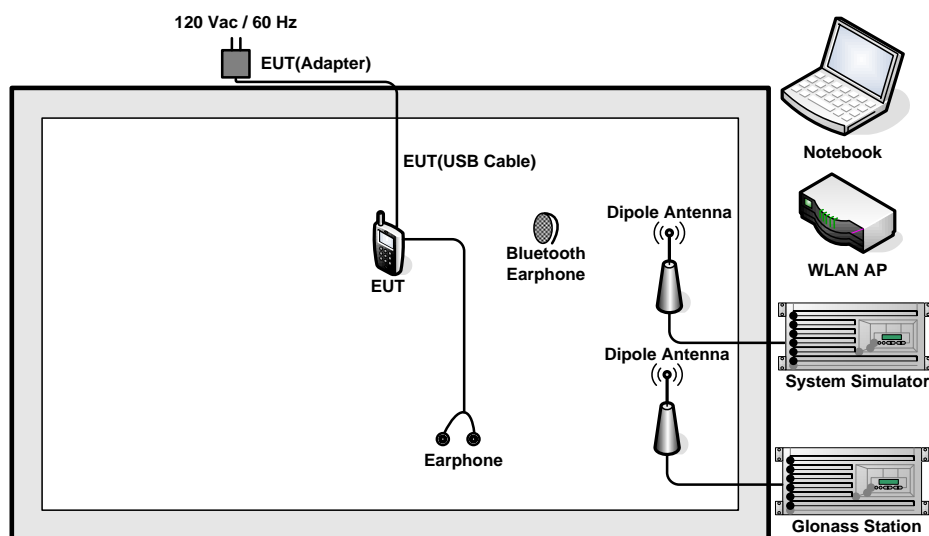 120 Vac / 60 Hz
EUT(Adapter)
EUT(USB Cable)
Notebook
Dipole Antenna
Bluetooth
Earphone
WLAN AP
EUT
Dipole Antenna
System Simulator
Earphone
Glonass Station